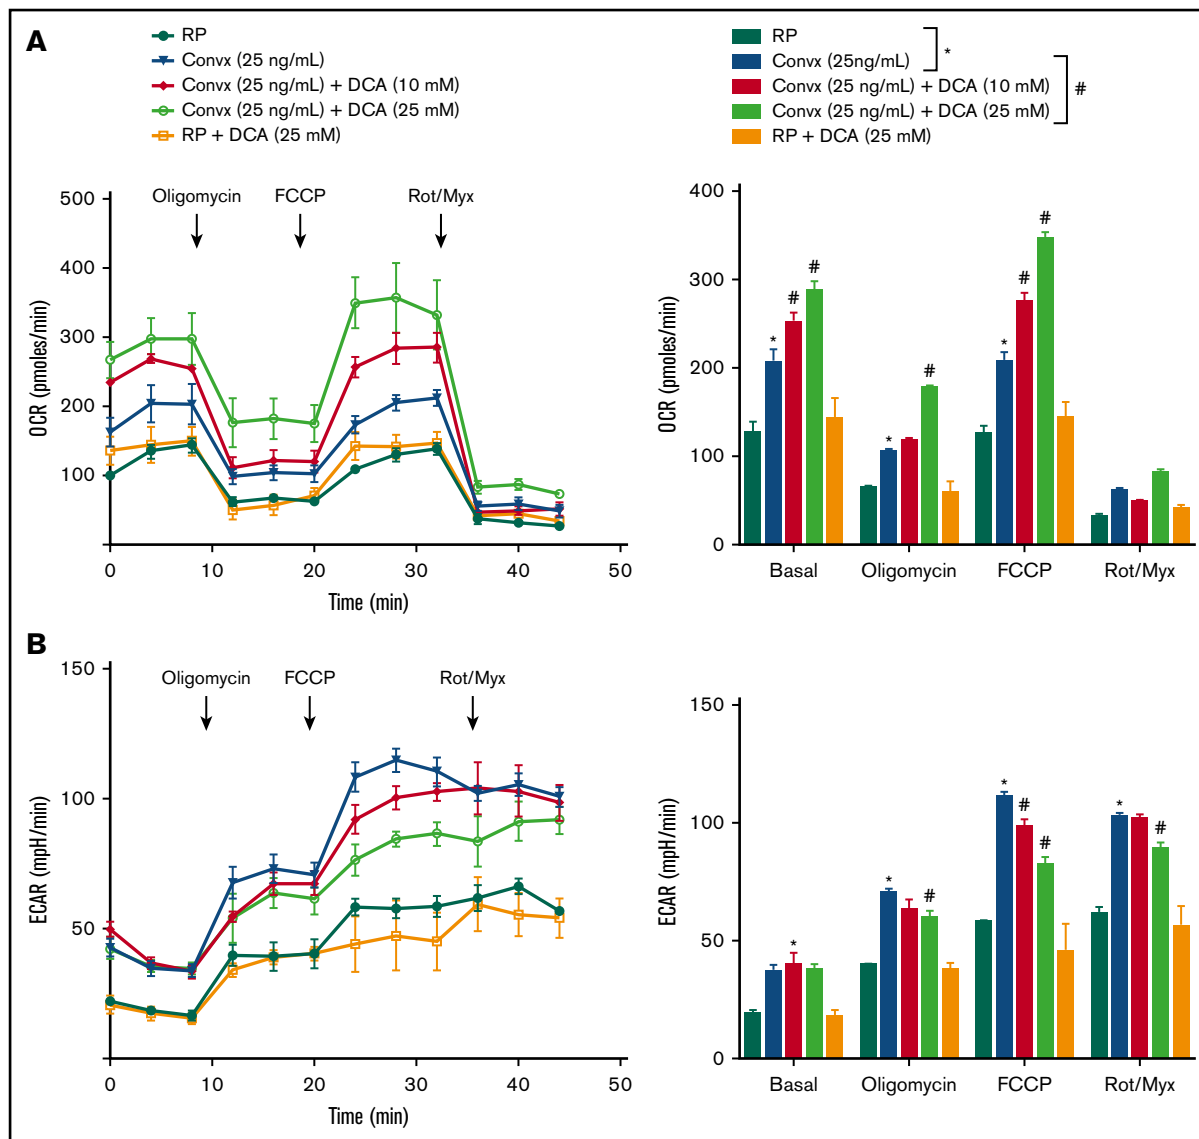 A
RP
Convx (25 ng/mL)
Convx (25 ng/mL) + DCA (10 mM)
Convx (25 ng/mL) + DCA (25 mM)
RP + DCA (25 mM)
RP
Convx (25ng/mL)
Convx (25 ng/mL) + DCA (10 mM)
Convx (25 ng/mL) + DCA (25 mM)
RP + DCA (25 mM)
*
#
Oligomycin FCCP Rot/Myx
500
400
300
200
100
OCR (pmoles/min)
0 10 20 30 40 50
Time (min)
400
300
200
100
0
OCR (pmoles/min)
* # #
* #
* # #
Basal Oligomycin FCCP Rot/Myx
B
Oligomycin FCCP Rot/Myx
150
100
50
ECAR (mpH/min)
0 10 20 30 40 50
Time (min)
150
100
50
0
ECAR (mpH/min)
*
* #
* # #
* #
Basal Oligomycin FCCP Rot/Myx